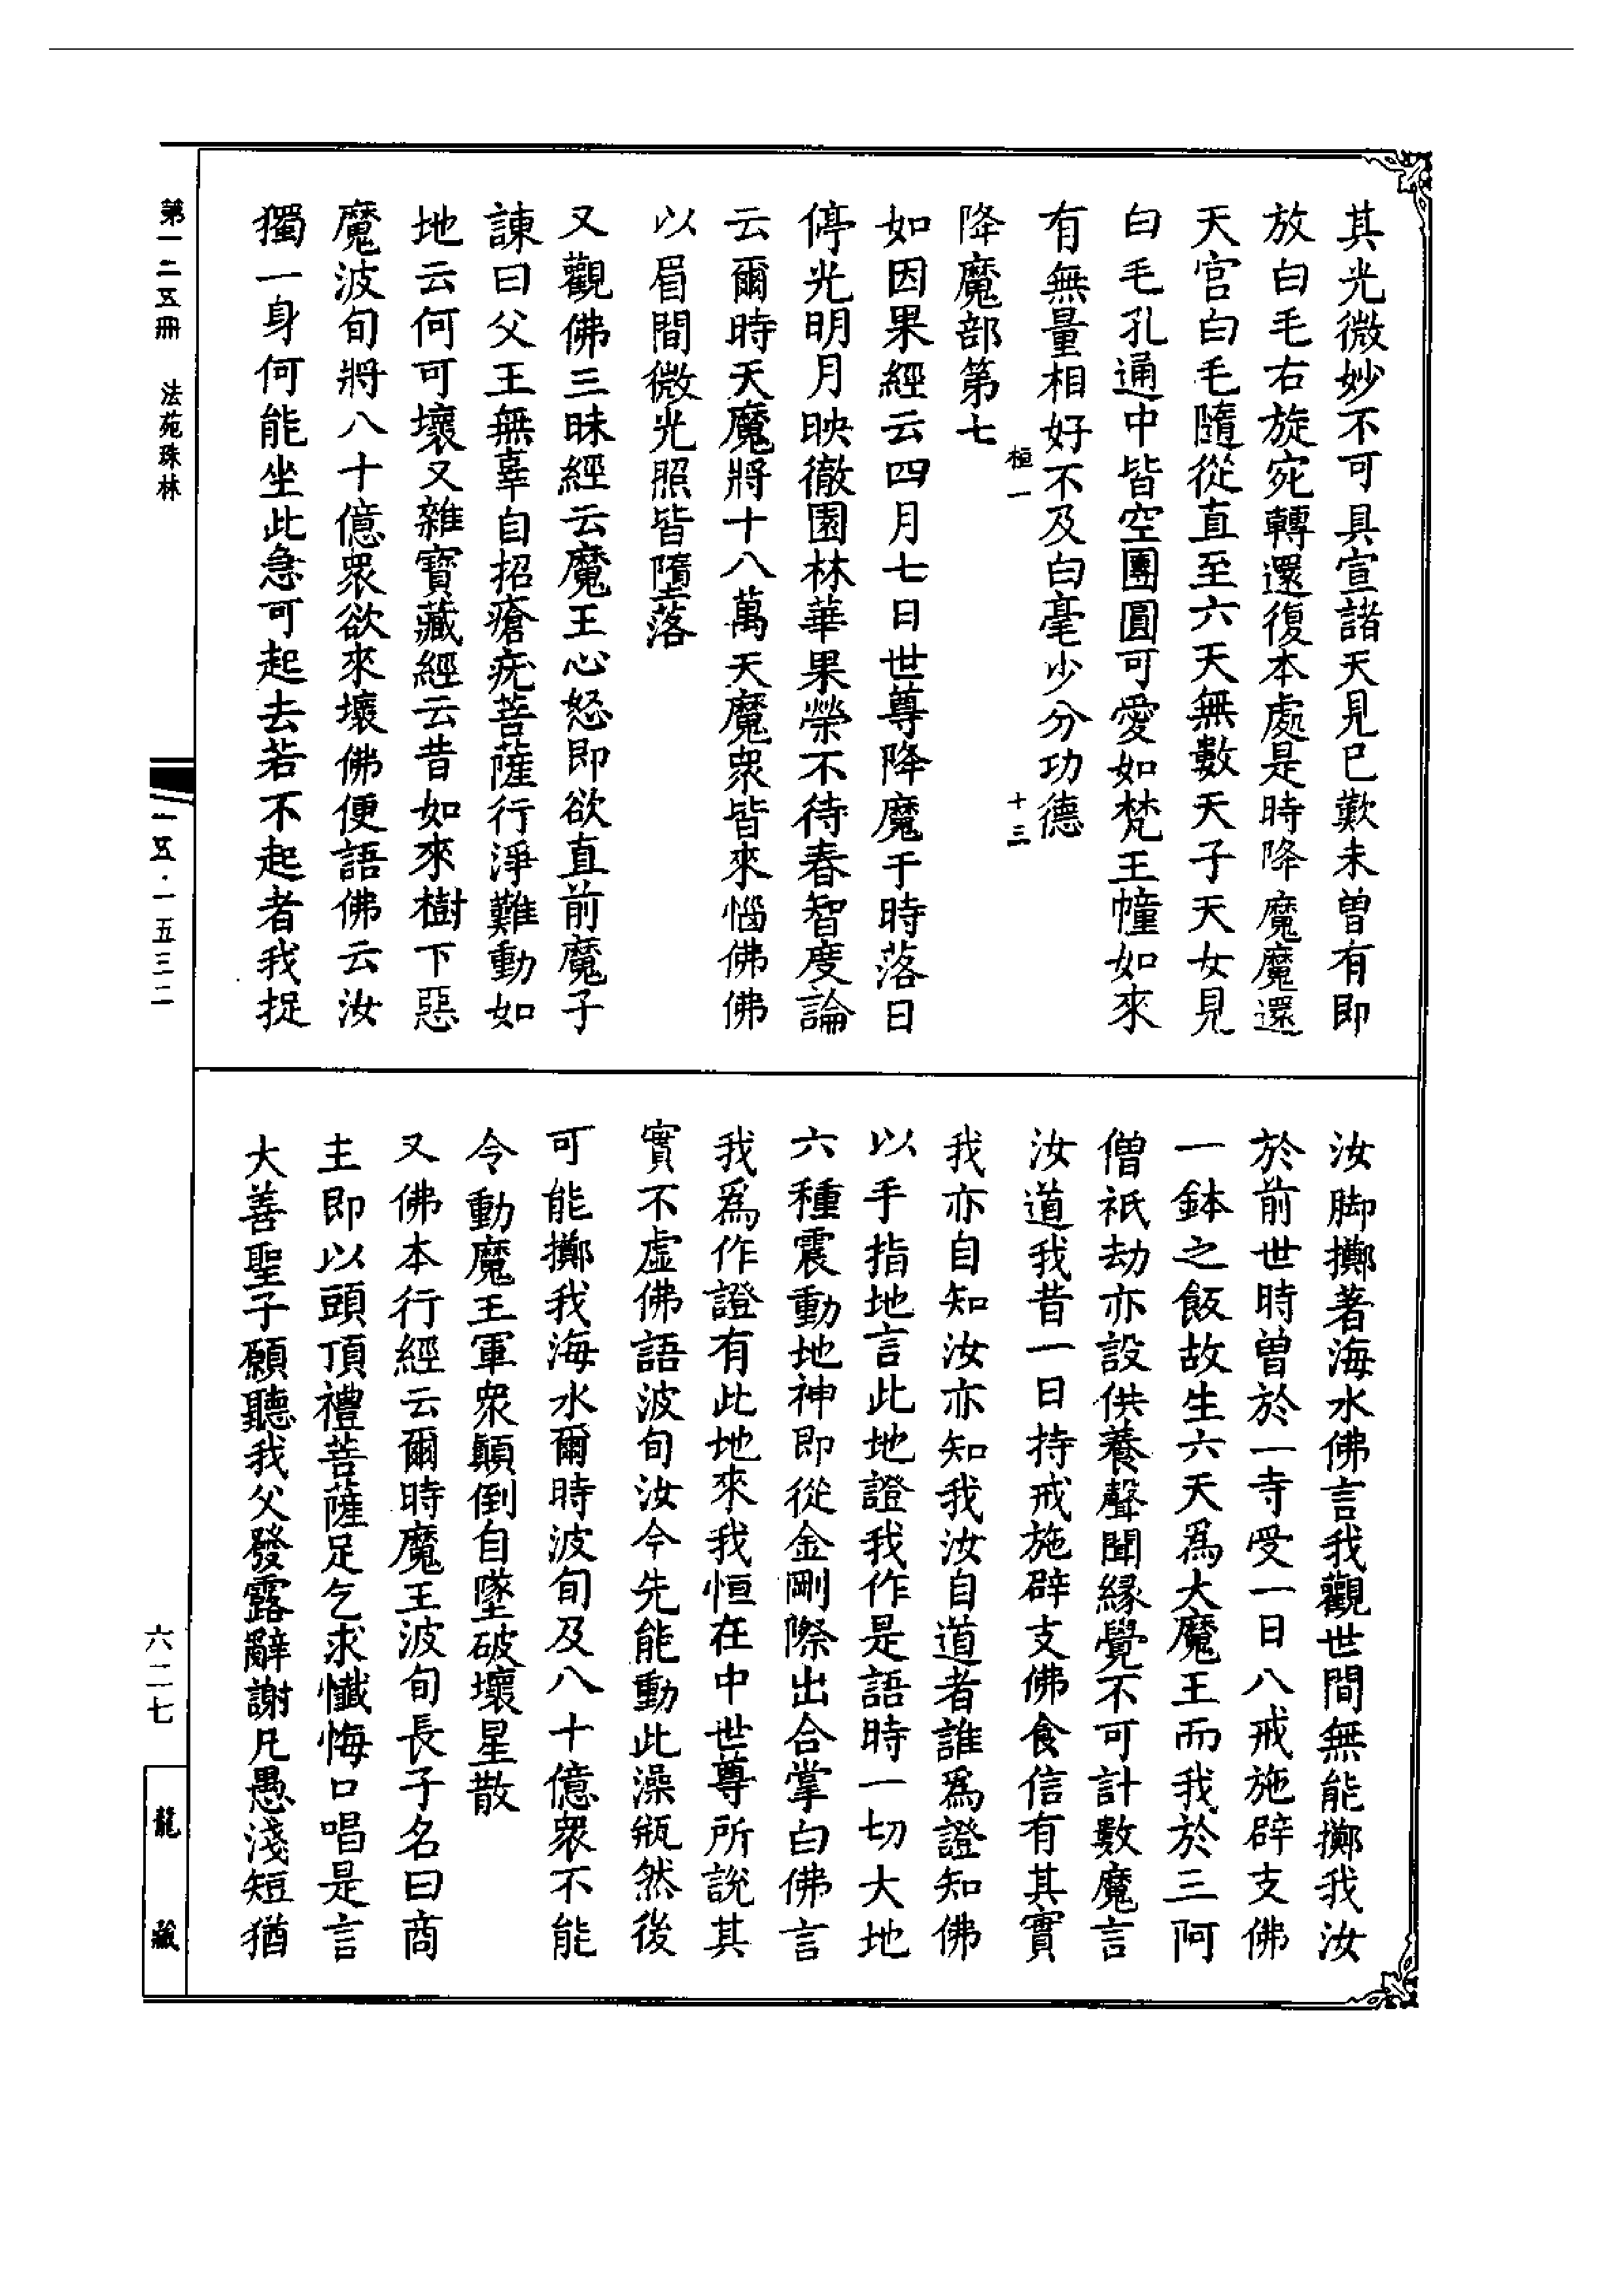 其光微妙不可具宣諸天見已歎未曾有即
放白毛右旋宛轉還復本處是時降魔魔還
天宮白毛隨從直至六天無數天子天女見
白毛孔通中皆空團圓可愛如梵王幢如來
有無量相好不及白毫少分功德
桓一
十三
降魔部第七
如因果經云四月七日世尊降魔于時落日
停光明月映徹園林華果榮不待春智度論
云爾時天魔將十八萬天魔衆皆來惱佛佛
以眉間微光照皆墮落
又觀佛三昧經云魔王心怒即欲直前魔子
諫曰父王無辜自招瘡疣菩薩行淨難動如
地云何可壞又雜寶藏經云昔如來樹下惡
魔波旬將八十億衆欲來壞佛便語佛云汝
獨一身何能坐此急可起去若不起者我捉
汝脚擲著海水佛言我觀世間無能擲我汝
於前世時曾於一寺受一日八戒施辟支佛
一鉢之飯故生六天爲大魔王而我於三阿
僧祇劫亦設供養聲聞緣覺不可計數魔言
汝道我昔一日持戒施辟支佛食信有其實
我亦自知汝亦知我汝自道者誰爲證知佛
以手指地言此地證我作是語時一切大地
六種震動地神即從金剛際出合掌白佛言
我爲作證有此地來我恒在中世尊所說其
實不虛佛語波旬汝今先能動此澡瓶然後
可能擲我海水爾時波旬及八十億衆不能
令動魔王軍衆顛倒自墜破壞星散
又佛本行經云爾時魔王波旬長子名曰商
主即以頭頂禮菩薩足乞求懺悔口唱是言
大善聖子願聽我父發露辭謝凡愚淺短猶
第一二五冊 法苑珠林
一五·一五三二
六二七
龍藏